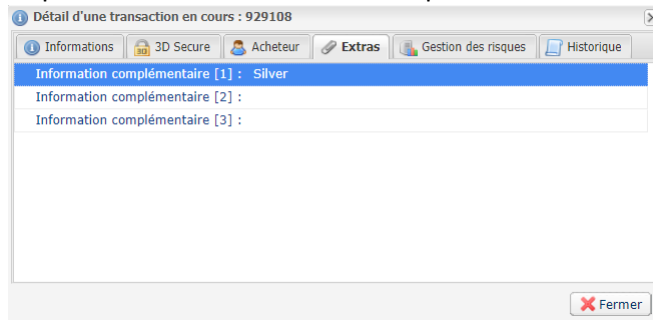 Détail d'une transaction en cours : 929108
Informations 3D Secure Acheteur Extras Gestion des risques Historique
Information complémentaire [1] : Silver
Information complémentaire [2] :
Information complémentaire [3] :
Fermer